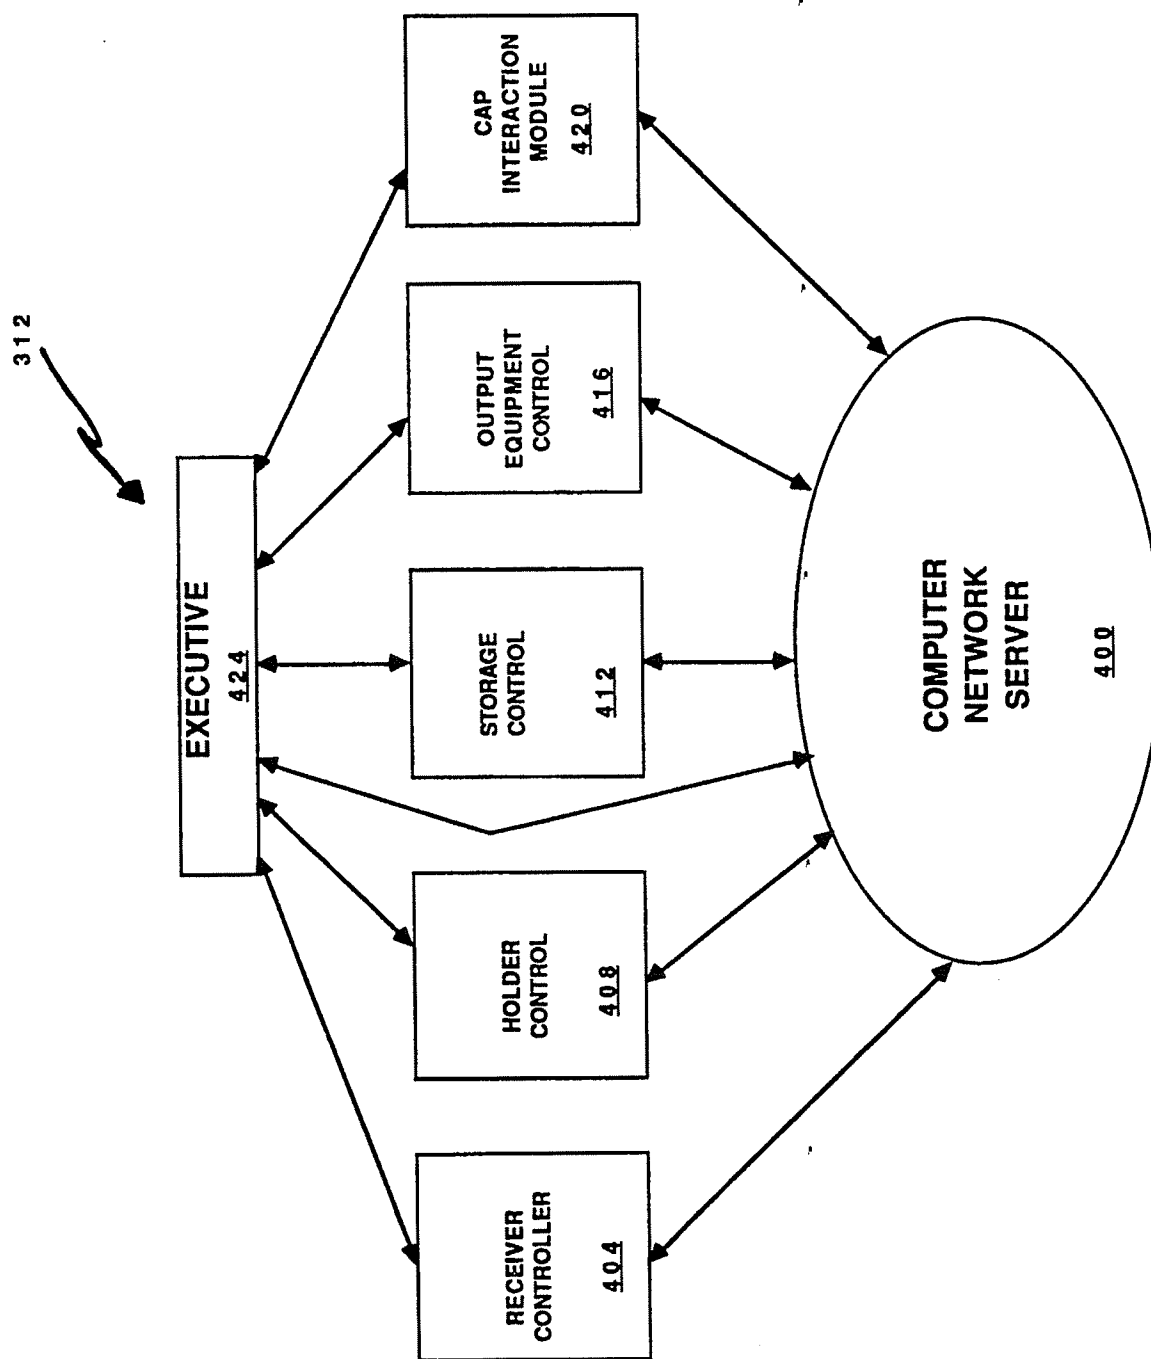 312
EXECUTIVE
424
RECEIVER
CONTROLLER
404
HOLDER
CONTROL
408
STORAGE
CONTROL
412
OUTPUT
EQUIPMENT
CONTROL
416
CAP
INTERACTION
MODULE
420
COMPUTER
NETWORK
SERVER
400